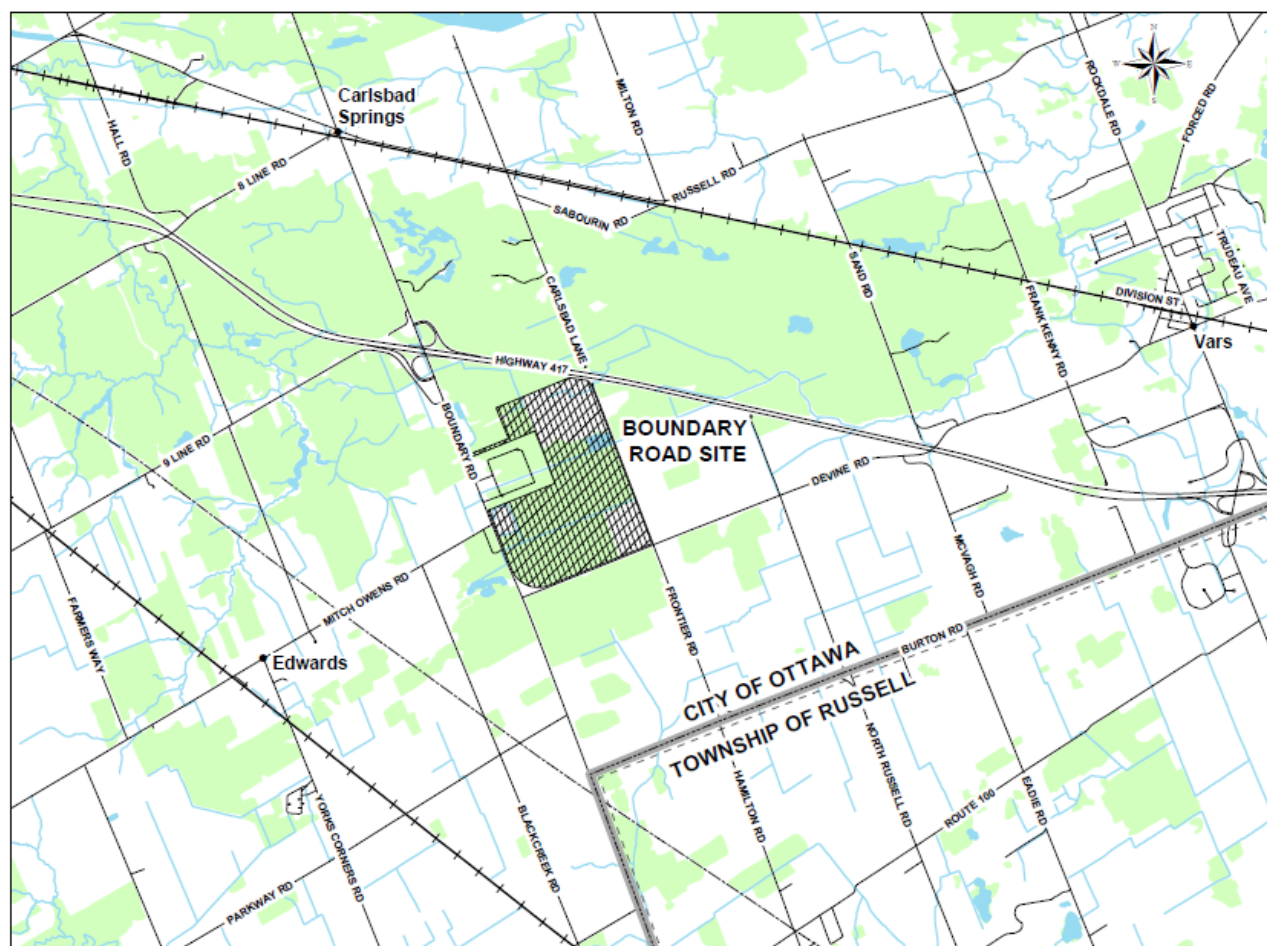 N
W
E
S
Carlsbad
Springs
HALL RD
8 LINE RD
MILTON RD
ROCKDALE RD
FORCED RD
RUSSELL RD
SABOURIN RD
CARLSBAD LANE
SAND RD
FRANK KENNY RD
TRUDEAU AVE
DIVISION ST
Vars
HIGHWAY 417
BOUNDARY
ROAD SITE
BOUNDARY RD
9 LINE RD
DEVINE RD
MCVAGH RD
MITCH OWENS RD
FARMERS WAY
Edwards
FRONTIER RD
BURTON RD
CITY OF OTTAWA
TOWNSHIP OF RUSSELL
NORTH RUSSELL RD
HAMILTON RD
EADIE RD
ROUTE 100
YORKS CORNERS RD
BLACKCREEK RD
PARKWAY RD